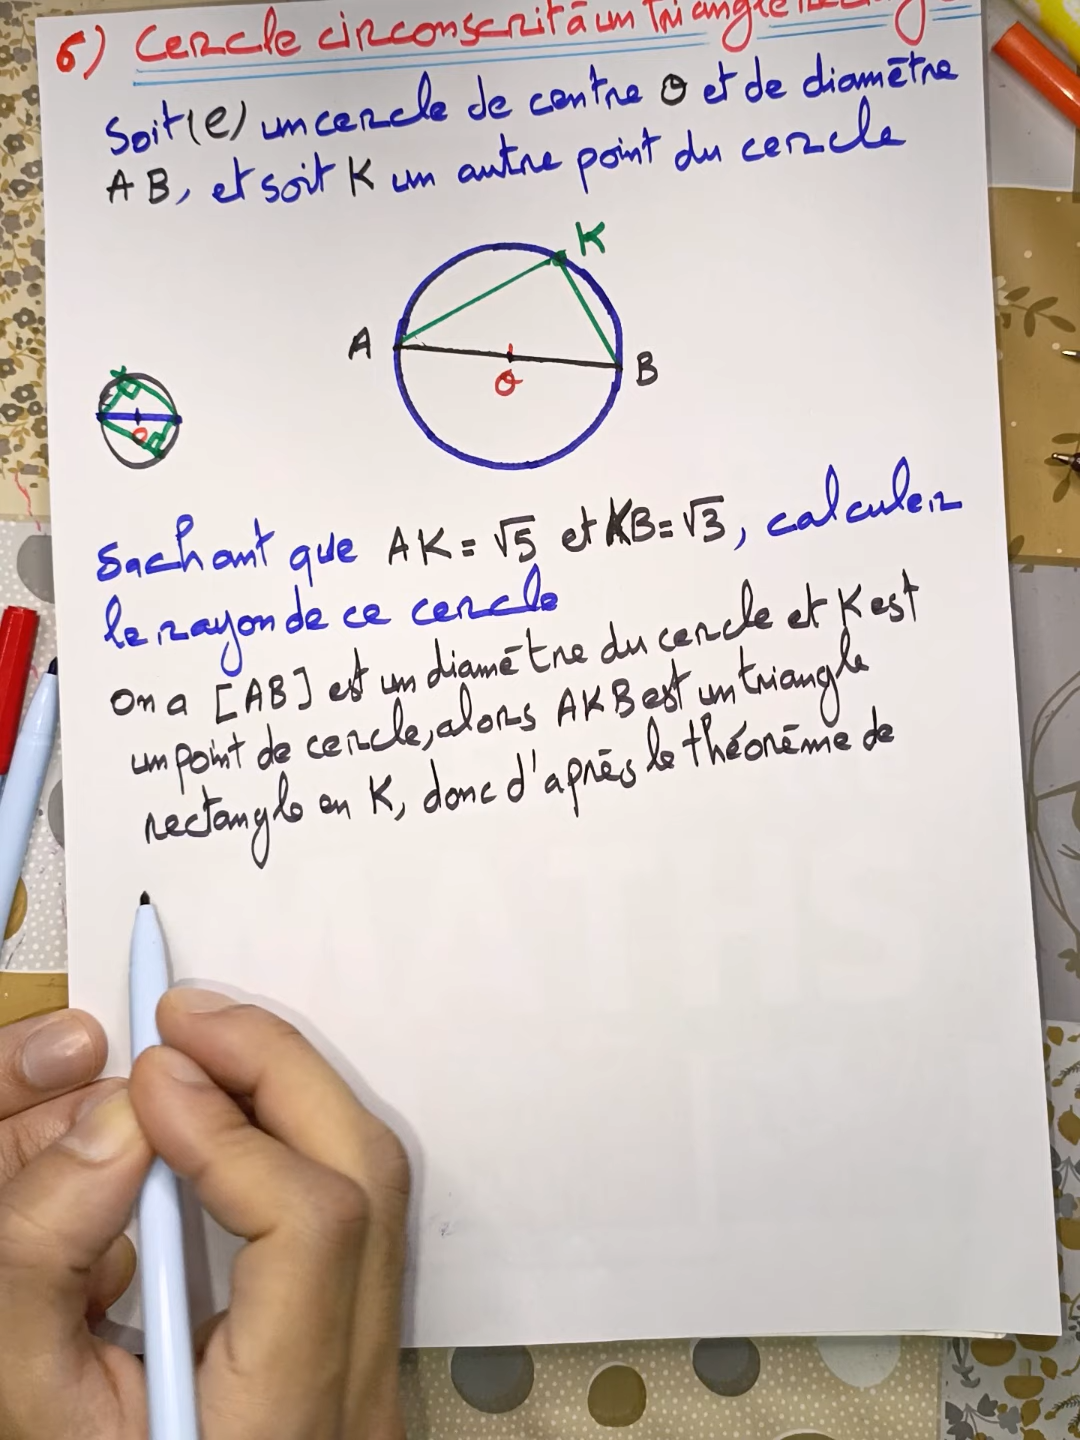 6) Cercle circonscrit à un triangle
Soit (C) un cercle de centre O et de diamètre
AB, et soit K un autre point du cercle
K
A
B
O
O
Sachant que AK = √5 et KB = √3, calculer
le rayon de ce cercle
On a [AB] est un diamètre du cercle et K est
un point de cercle, alors AKB est un triangle
rectangle en K, donc d'après le théorème de